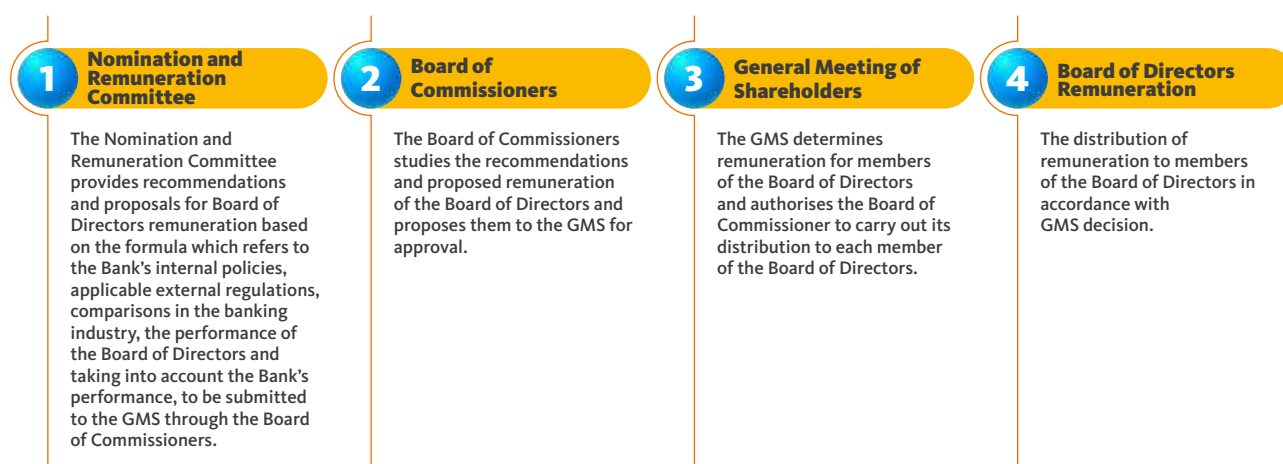 1
Nomination and
Remuneration
Committee
The Nomination and
Remuneration Committee
provides recommendations
and proposals for Board of
Directors remuneration based
on the formula which refers to
the Bank's internal policies,
applicable external regulations,
comparisons in the banking
industry, the performance of
the Board of Directors and
taking into account the Bank's
performance, to be submitted
to the GMS through the Board
of Commissioners.
2
Board of
Commissioners
The Board of Commissioners
studies the recommendations
and proposed remuneration
of the Board of Directors and
proposes them to the GMS for
approval.
3
General Meeting of
Shareholders
The GMS determines
remuneration for members
of the Board of Directors
and authorises the Board of
Commissioner to carry out its
distribution to each member
of the Board of Directors.
4
Board of Directors
Remuneration
The distribution of
remuneration to members
of the Board of Directors in
accordance with
GMS decision.